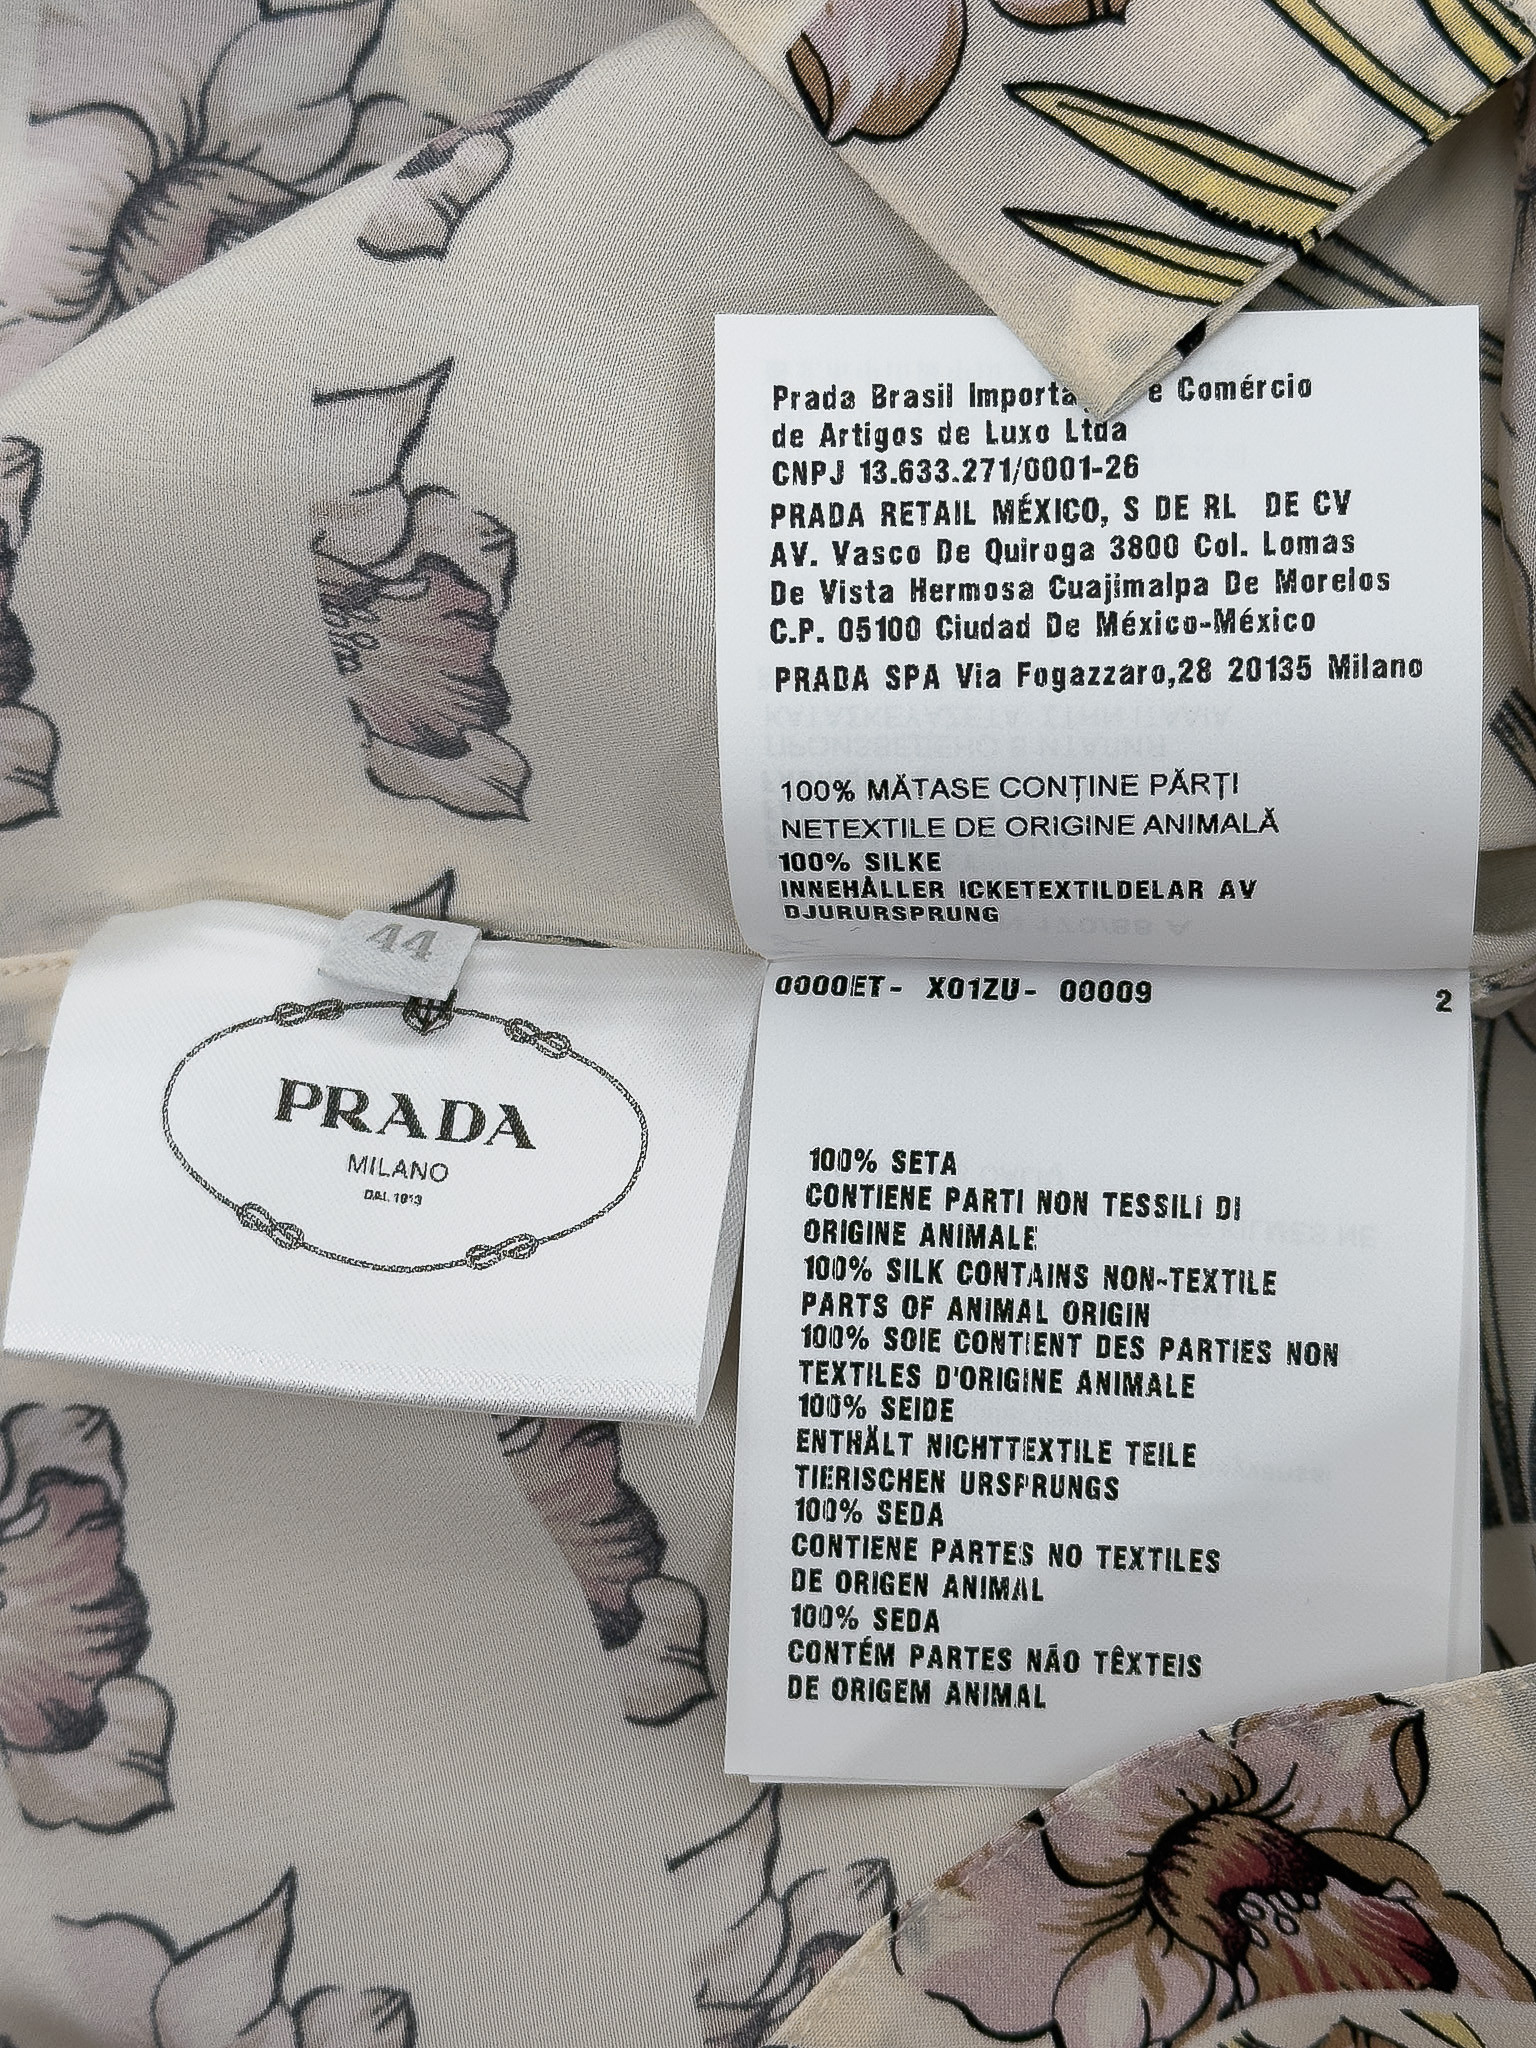 Prada Brasil Importa e Comércio
de Artigos de Luxo Ltda
CNPJ 13.633.271/0001-26
PRADA RETAIL MÉXICO, S DE RL DE CV
AV. Vasco De Quiroga 3800 Col. Lomas
De Vista Hermosa Cuajimalpa De Morelos
C.P. 05100 Ciudad De México-México
PRADA SPA Via Fogazzaro,28 20135 Milano
100% MĂTASE CONȚINE PĂRȚI
NETEXTILE DE ORIGINE ANIMALĂ
100% SILKE
INNEHÅLLER ICKETEXTILDELAR AV
DJURURSPRUNG
44
PRADA
MILANO
DAL 1913
0000ET- X01ZU- 00009 2
100% SETA
CONTIENE PARTI NON TESSILI DI
ORIGINE ANIMALE
100% SILK CONTAINS NON-TEXTILE
PARTS OF ANIMAL ORIGIN
100% SOIE CONTIENT DES PARTIES NON
TEXTILES D'ORIGINE ANIMALE
100% SEIDE
ENTHÄLT NICHTTEXTILE TEILE
TIERISCHEN URSPRUNGS
100% SEDA
CONTIENE PARTES NO TEXTILES
DE ORIGEN ANIMAL
100% SEDA
CONTÉM PARTES NÃO TÊXTEIS
DE ORIGEM ANIMAL